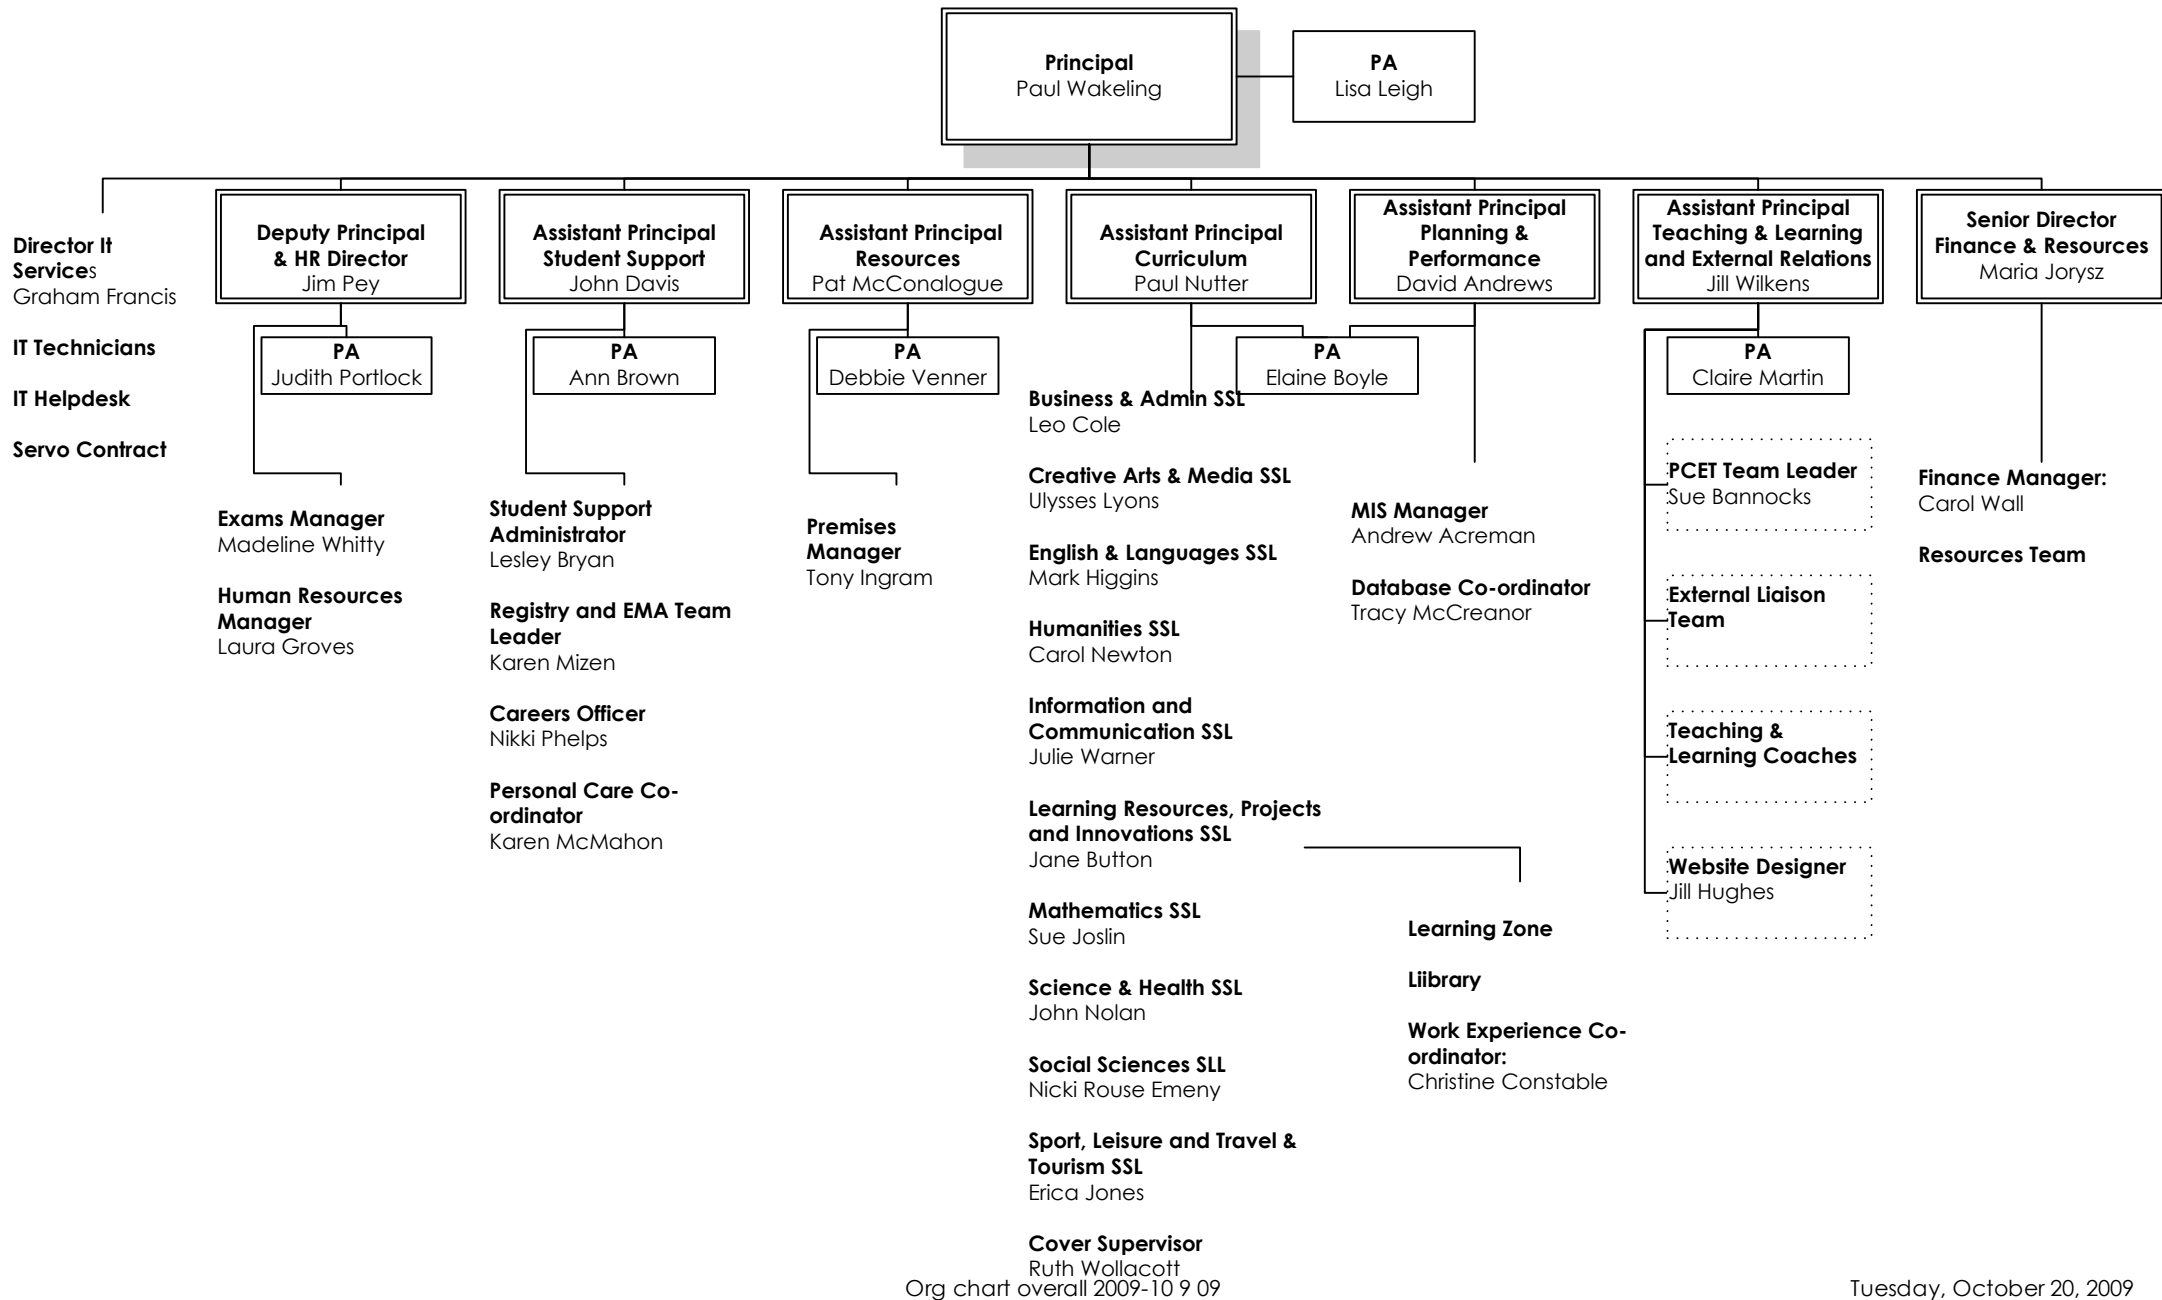 Principal
Paul Wakeling
PA
Lisa Leigh
Director It
Services
Graham Francis
IT Technicians
IT Helpdesk
Servo Contract
Deputy Principal
& HR Director
Jim Pey
PA
Judith Portlock
Exams Manager
Madeline Whitty
Human Resources
Manager
Laura Groves
Assistant Principal
Student Support
John Davis
PA
Ann Brown
Student Support
Administrator
Lesley Bryan
Registry and EMA Team
Leader
Karen Mizen
Careers Officer
Nikki Phelps
Personal Care Co-
ordinator
Karen McMahon
Assistant Principal
Resources
Pat McConalogue
PA
Debbie Venner
Premises
Manager
Tony Ingram
Assistant Principal
Curriculum
Paul Nutter
PA
Elaine Boyle
Business & Admin SSL
Leo Cole
Creative Arts & Media SSL
Ulysses Lyons
English & Languages SSL
Mark Higgins
Humanities SSL
Carol Newton
Information and
Communication SSL
Julie Warner
Learning Resources, Projects
and Innovations SSL
Jane Button
Mathematics SSL
Sue Joslin
Science & Health SSL
John Nolan
Social Sciences SLL
Nicki Rouse Emeny
Sport, Leisure and Travel &
Tourism SSL
Erica Jones
Cover Supervisor
Ruth Wollacott
Learning Zone
Liibrary
Work Experience Co-
ordinator:
Christine Constable
Assistant Principal
Planning &
Performance
David Andrews
MIS Manager
Andrew Acreman
Database Co-ordinator
Tracy McCreanor
Assistant Principal
Teaching & Learning
and External Relations
Jill Wilkens
PA
Claire Martin
PCET Team Leader
Sue Bannocks
External Liaison
Team
Teaching &
Learning Coaches
Website Designer
Jill Hughes
Senior Director
Finance & Resources
Maria Jorysz
Finance Manager:
Carol Wall
Resources Team
Org chart overall 2009-10 9 09
Tuesday, October 20, 2009